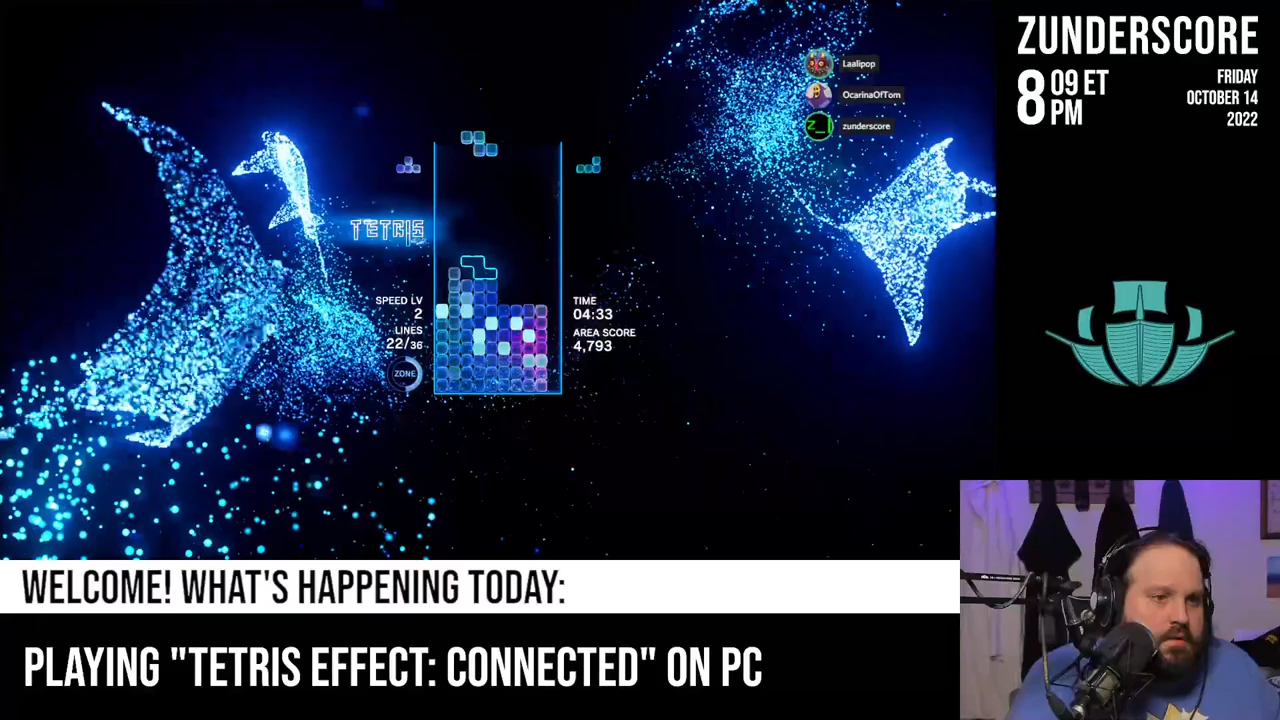 ZUNDERSCORE
8 09 ET
PM
FRIDAY
OCTOBER 14
2022
Laalipop
OcarinaOfTom
z_| zunderscore
TETRIS
SPEED LV
2
LINES
22/36
ZONE
TIME
04:33
AREA SCORE
4,793
WELCOME! WHAT'S HAPPENING TODAY:
PLAYING "TETRIS EFFECT: CONNECTED" ON PC